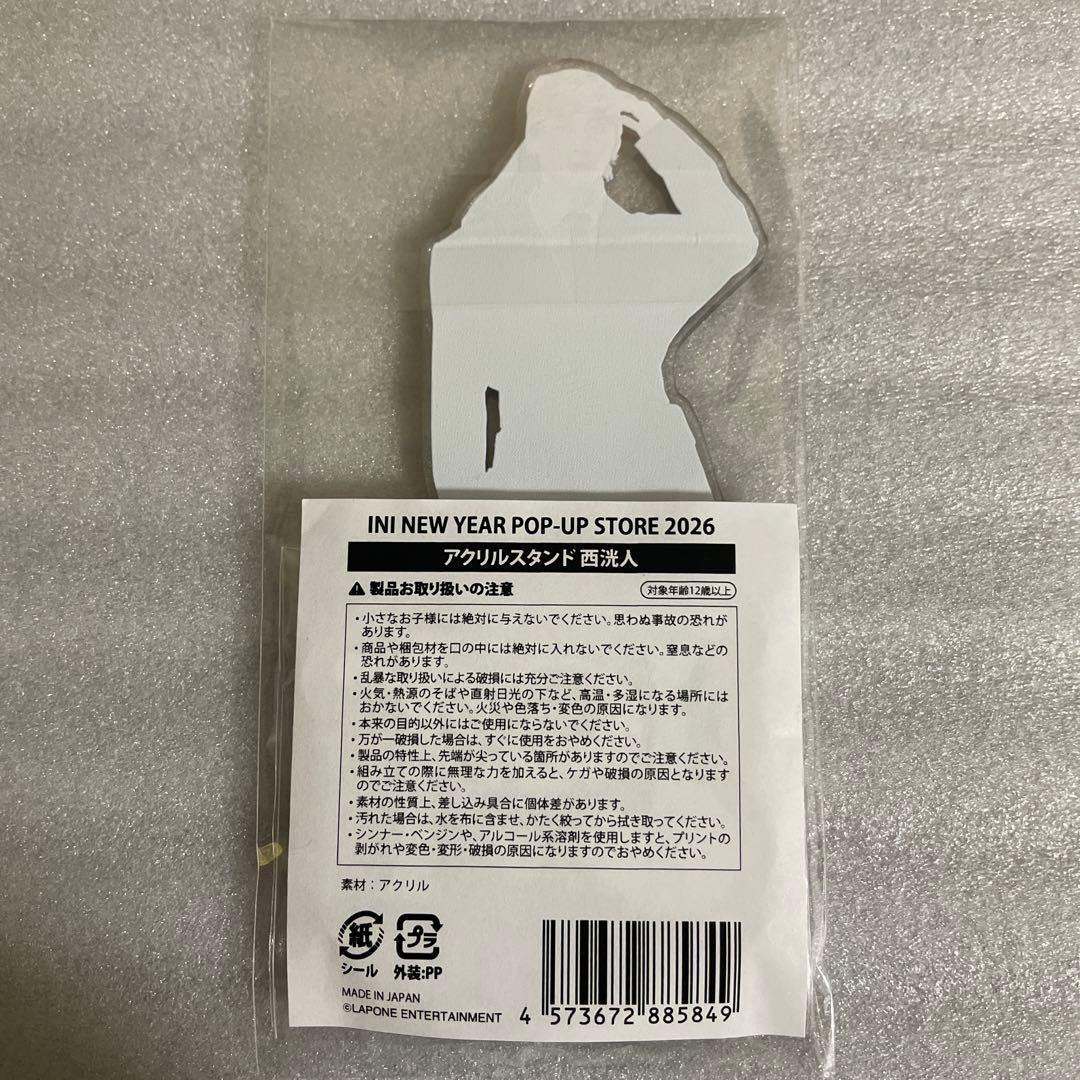 INI NEW YEAR POP-UP STORE 2026
アクリルスタンド 西洸人
製品お取り扱いの注意
対象年齢12歳以上
・小さなお子様には絶対に与えないでください。思わぬ事故の恐れが
あります。
・商品や梱包材を口の中には絶対に入れないでください。窒息などの
恐れがあります。
・乱暴な取り扱いによる破損には充分ご注意ください。
・火気・熱源のそばや直射日光の下など、高温・多湿になる場所には
おかないでください。火災や色落ち・変色の原因になります。
・本来の目的以外にはご使用にならないでください。
・万が一破損した場合は、すぐに使用をおやめください。
・製品の特性上、先端が尖っている箇所がありますのでご注意ください。
・組み立ての際に無理な力を加えると、ケガや破損の原因となります
のでご注意ください。
・素材の性質上、差し込み具合に個体差があります。
・汚れた場合は、水を布に含ませ、かたく絞ってから拭き取ってください。
・シンナー・ベンジンや、アルコール系溶剤を使用しますと、プリントの
剥がれや変色・変形・破損の原因になりますのでおやめください。
素材：アクリル
紙
プラ
シール
外装:PP
MADE IN JAPAN
©LAPONE ENTERTAINMENT
4 573672 885849